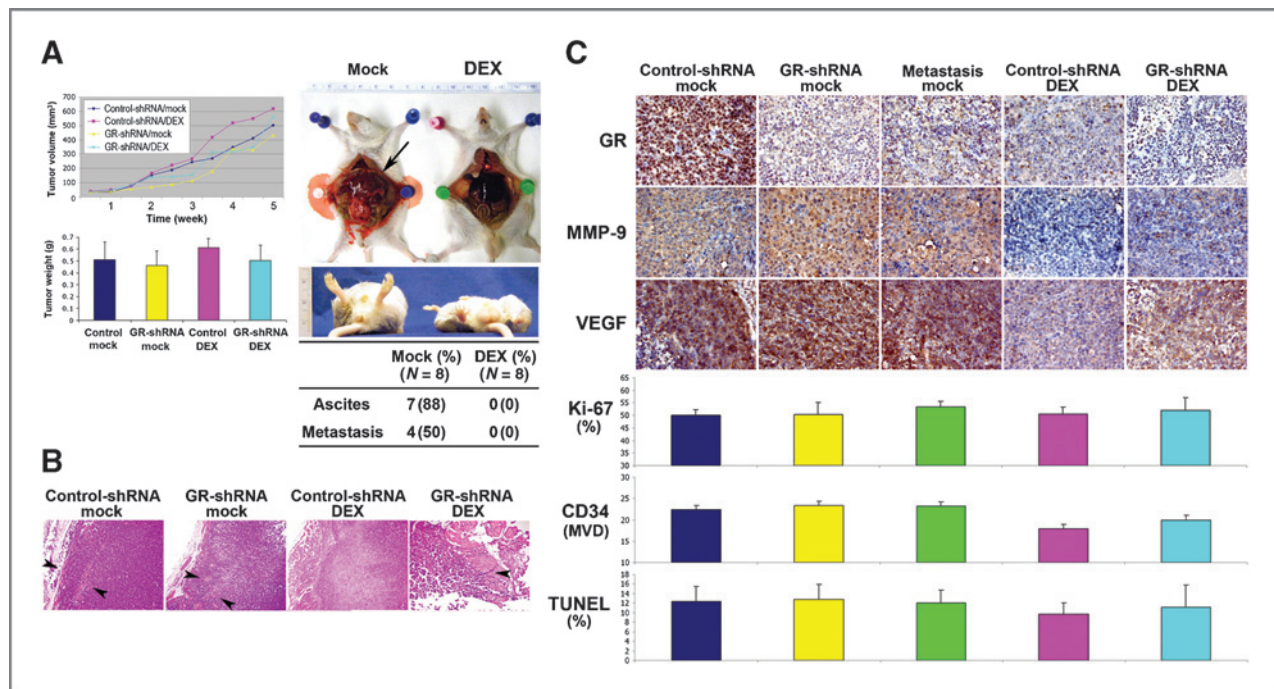 A
Mock
DEX
700
600
500
400
300
200
100
0
Tumor volume (mm³)
Control-shRNA/mock
Control-shRNA/DEX
GR-shRNA/mock
GR-shRNA/DEX
1 2 3 4 5
Time (week)
0.7
0.6
0.5
0.4
0.3
0.2
0.1
0
Tumor weight (g)
Control mock
GR-shRNA mock
Control DEX
GR-shRNA DEX
Mock (%) DEX (%)
(N = 8) (N = 8)
Ascites 7 (88) 0 (0)
Metastasis 4 (50) 0 (0)
B
Control-shRNA mock
GR-shRNA mock
Control-shRNA DEX
GR-shRNA DEX
C
Control-shRNA mock
GR-shRNA mock
Metastasis mock
Control-shRNA DEX
GR-shRNA DEX
GR
MMP-9
VEGF
Ki-67
(%)
65
60
55
50
45
40
35
30
CD34
(MVD)
25
20
15
10
TUNEL
(%)
18
16
14
12
10
8
6
4
2
0